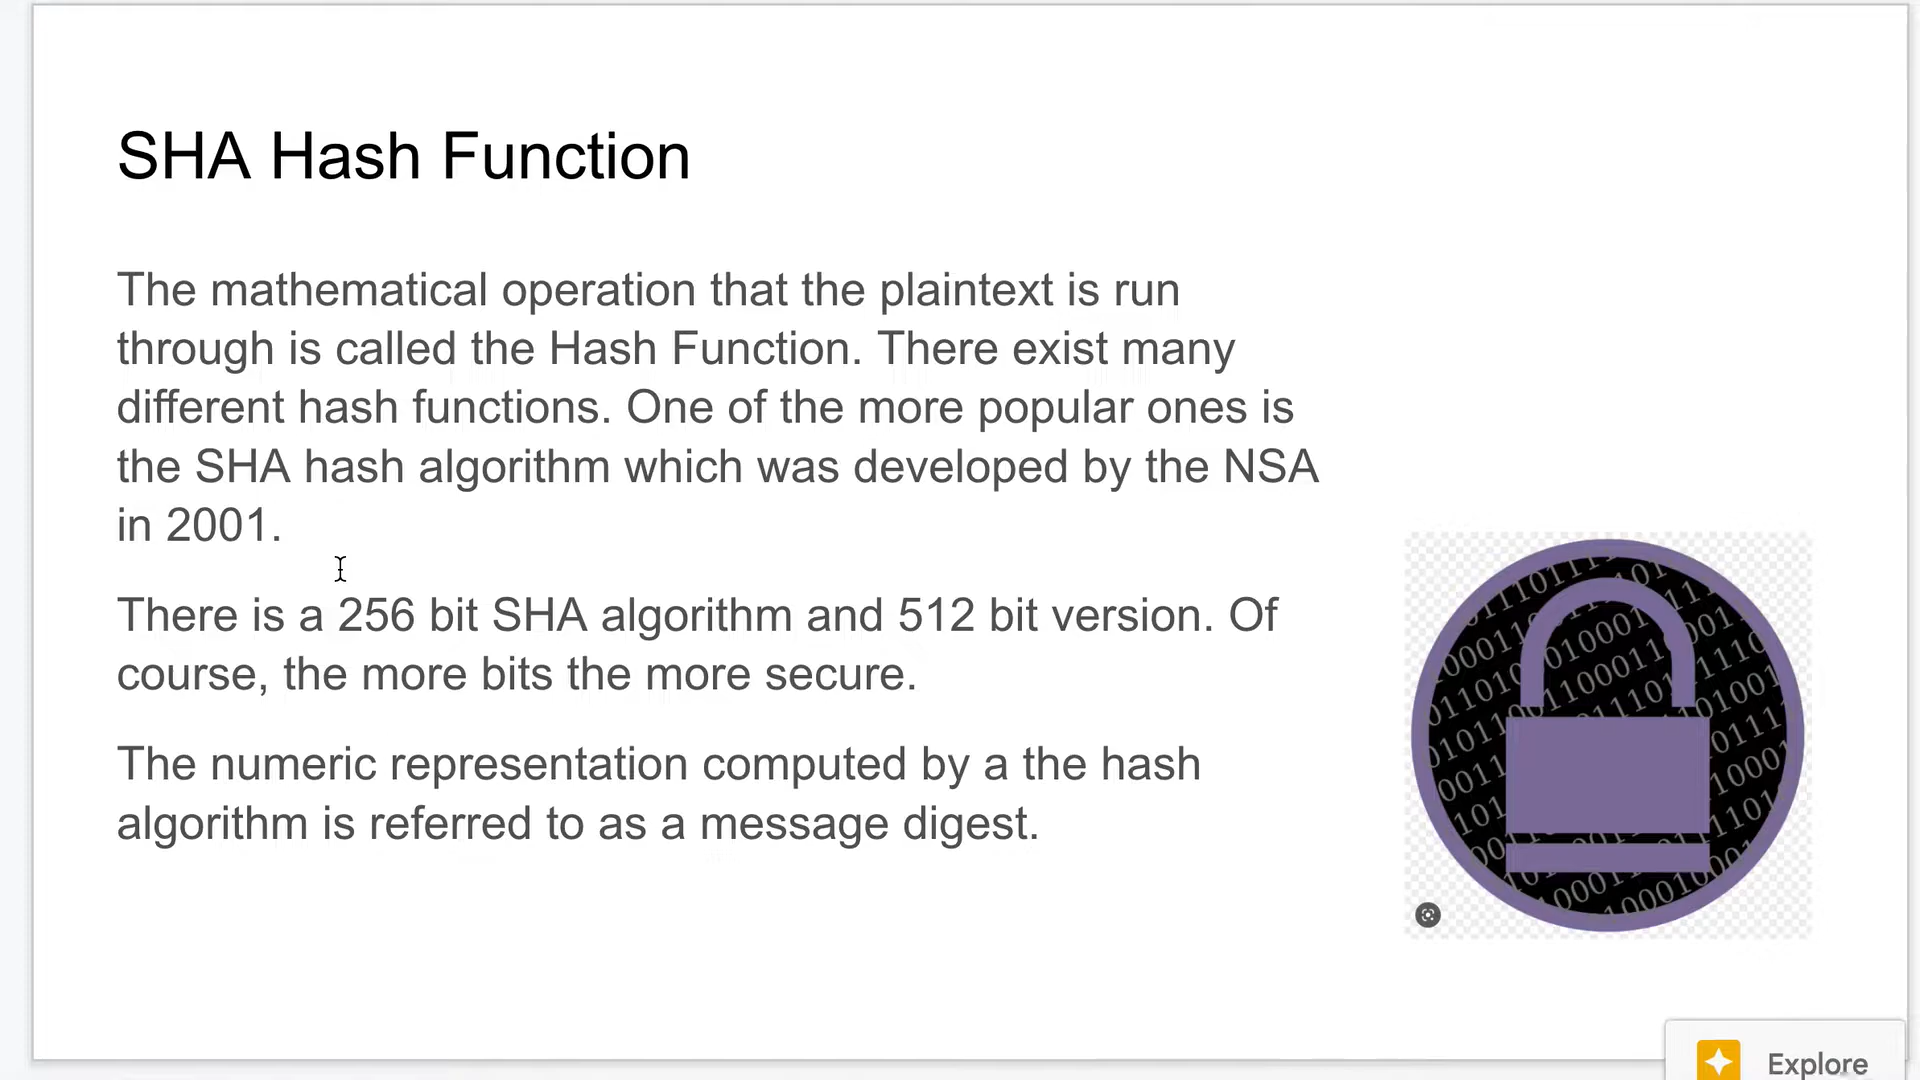 SHA Hash Function
The mathematical operation that the plaintext is run
through is called the Hash Function. There exist many
different hash functions. One of the more popular ones is
the SHA hash algorithm which was developed by the NSA
in 2001.
There is a 256 bit SHA algorithm and 512 bit version. Of
course, the more bits the more secure.
The numeric representation computed by a the hash
algorithm is referred to as a message digest.
Explore